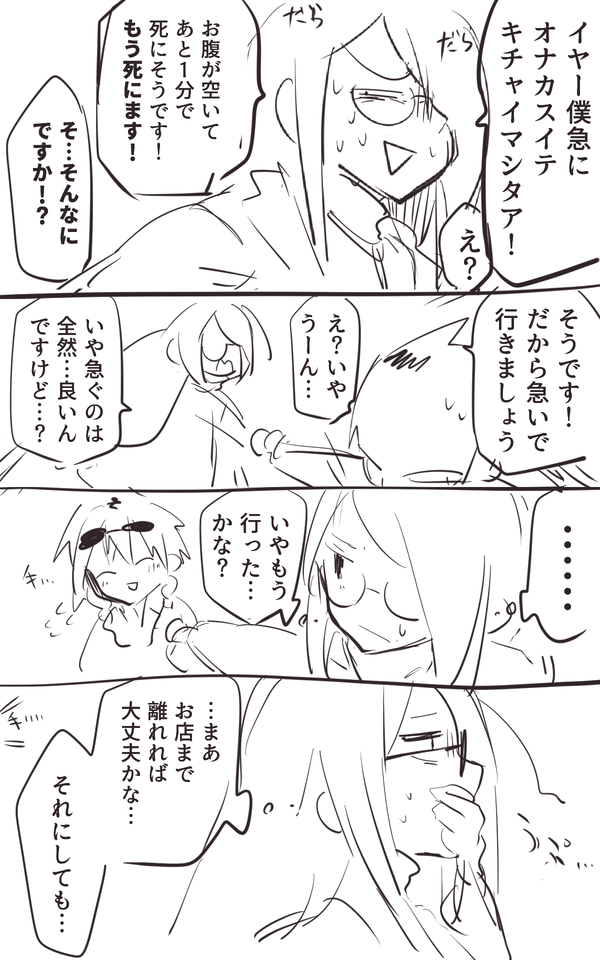 イヤー僕急に
オナカスイテ
キチャイマシタア！
だら
だら
え？
お腹が空いて
あと1分で
死にそうです！
もう死にます！
そ…そんなに
ですか！？
そうです！
だから急いで
行きましょう
え？いや
うーん…
いや急ぐのは
全然…良いん
ですけど…？
……
いやもう
行った…
かな？
キ…
…まあ
お店まで
離れれば
大丈夫かな…
キ…
それにしても…